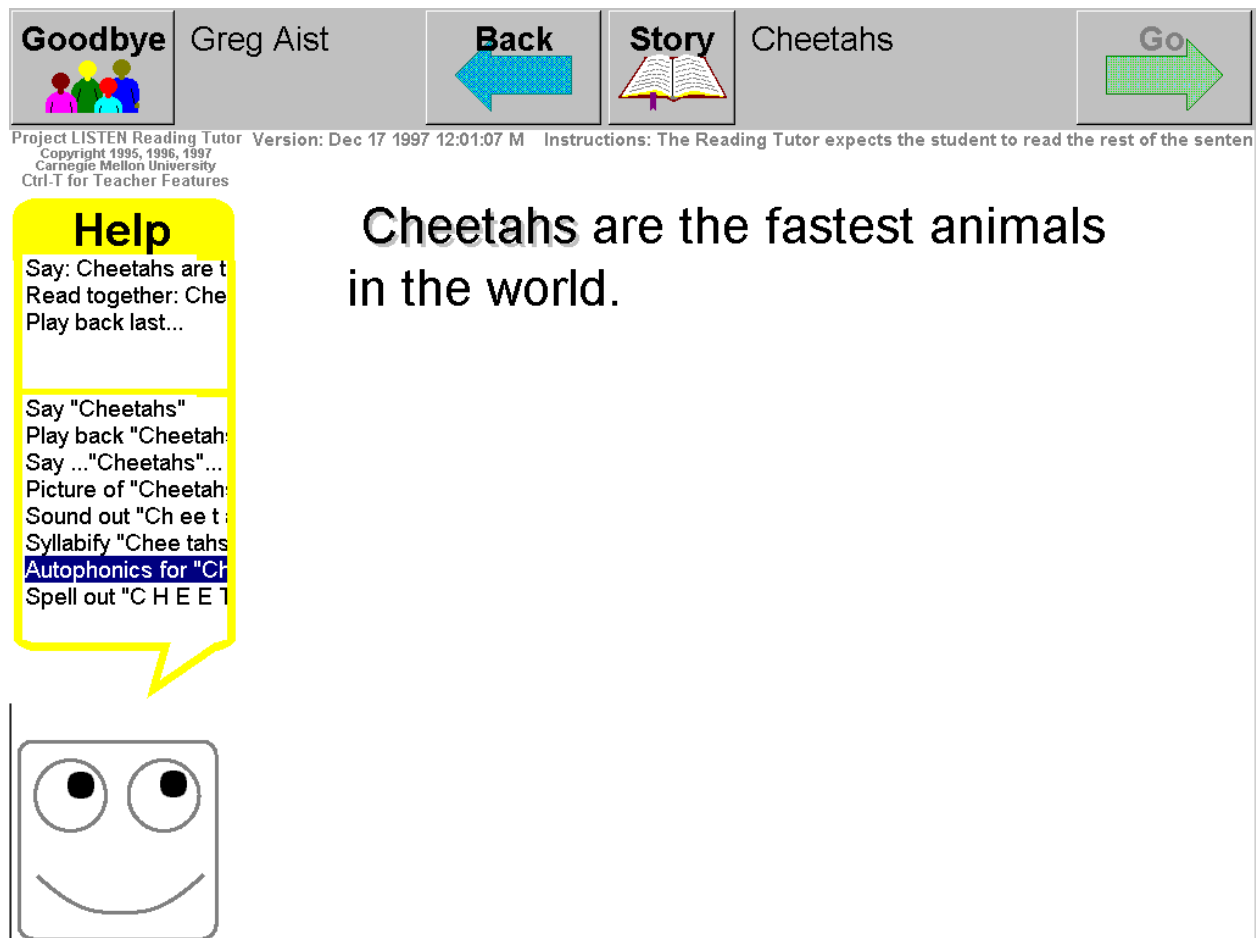 Goodbye Greg Aist Back Story Cheetahs Go
Project LISTEN Reading Tutor Version: Dec 17 1997 12:01:07 M Instructions: The Reading Tutor expects the student to read the rest of the senten
Copyright 1995, 1996, 1997
Carnegie Mellon University
Ctrl-T for Teacher Features
Help
Say: Cheetahs are t
Read together: Che
Play back last...
Say "Cheetahs"
Play back "Cheetahs
Say ..."Cheetahs"...
Picture of "Cheetahs
Sound out "Ch ee t a
Syllabify "Chee tahs
Autophonics for "Ch
Spell out "C H E E T
Cheetahs are the fastest animals
in the world.